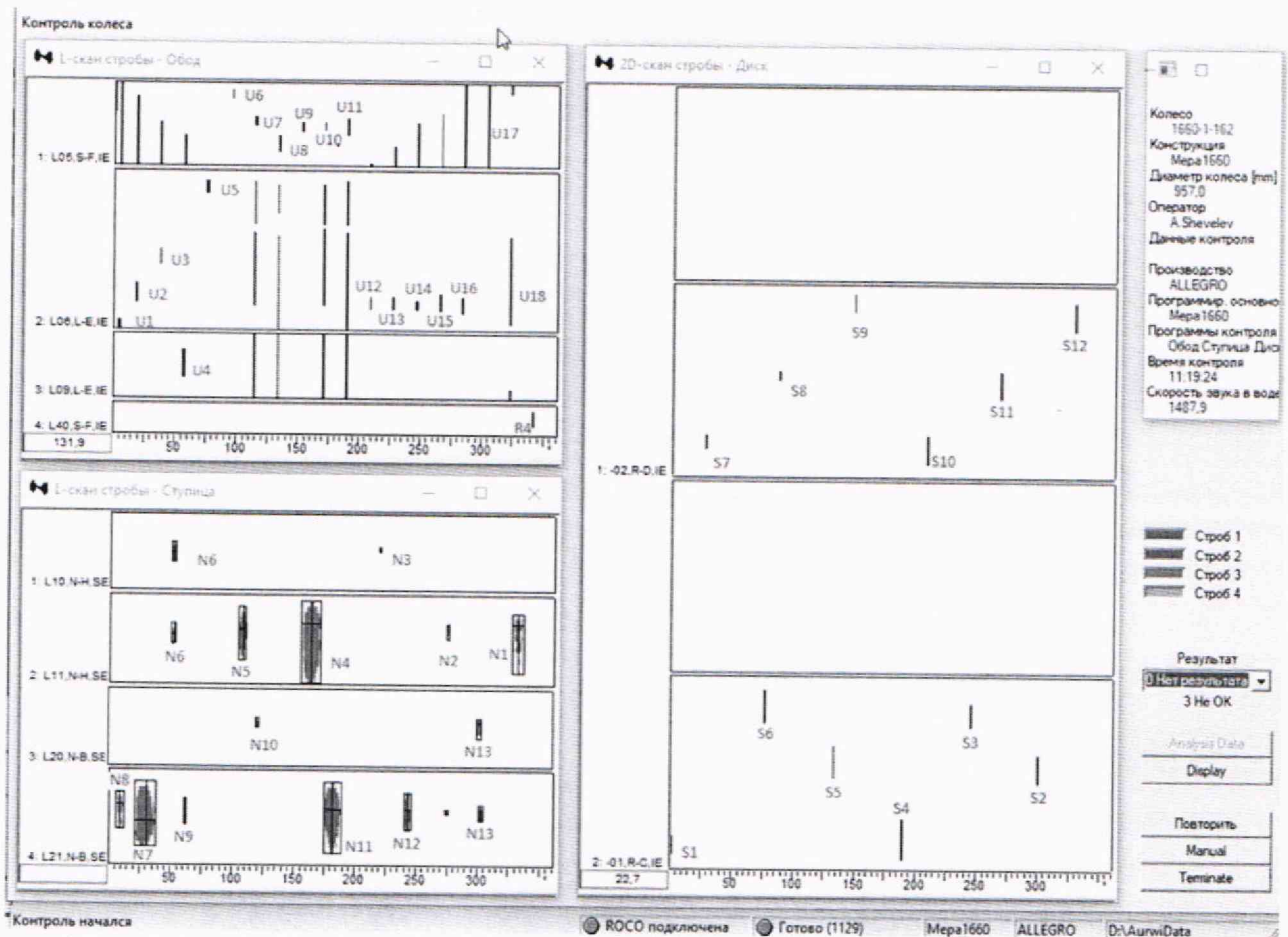 Контроль колеса
L-скан стробы - Обод
U6
U7
U9
U11
U10
U8
U17
1: L05,S-F,IE
U5
U3
U2
U1
U12
U14
U16
U13
U15
U18
2: L06,L-E,IE
U4
3: L09,L-E,IE
R4
4: L40,S-F,IE
131,9
50 100 150 200 250 300
L-скан стробы - Ступица
N6
N3
1: L10,N-H,SE
N6
N5
N4
N2
N1
2: L11,N-H,SE
N10
N13
3: L20,N-B,SE
N8
N7
N9
N11
N12
N13
4: L21,N-B,SE
50 100 150 200 250 300
2D-скан стробы - Диск
S9
S12
S8
S11
S7
S10
1: -02,R-D,IE
S6
S3
S5
S2
S4
S1
2: -01,R-C,IE
22,7
50 100 150 200 250 300
Колесо
1660-1-162
Конструкция
Мера1660
Диаметр колеса [mm]
957,0
Оператор
A.Shevelev
Данные контроля
Производство
ALLEGRO
Программир. основно
Мера1660
Программы контроля
Обод Ступица Дис
Время контроля
11:19:24
Скорость звука в воде
1487,9
Строб 1
Строб 2
Строб 3
Строб 4
Результат
0 Нет результата
3 Не ОК
Analysis Data
Display
Повторить
Manual
Terminate
Контроль начался
ROCO подключена
Готово (1129)
Мера1660
ALLEGRO
D:\AurwiData